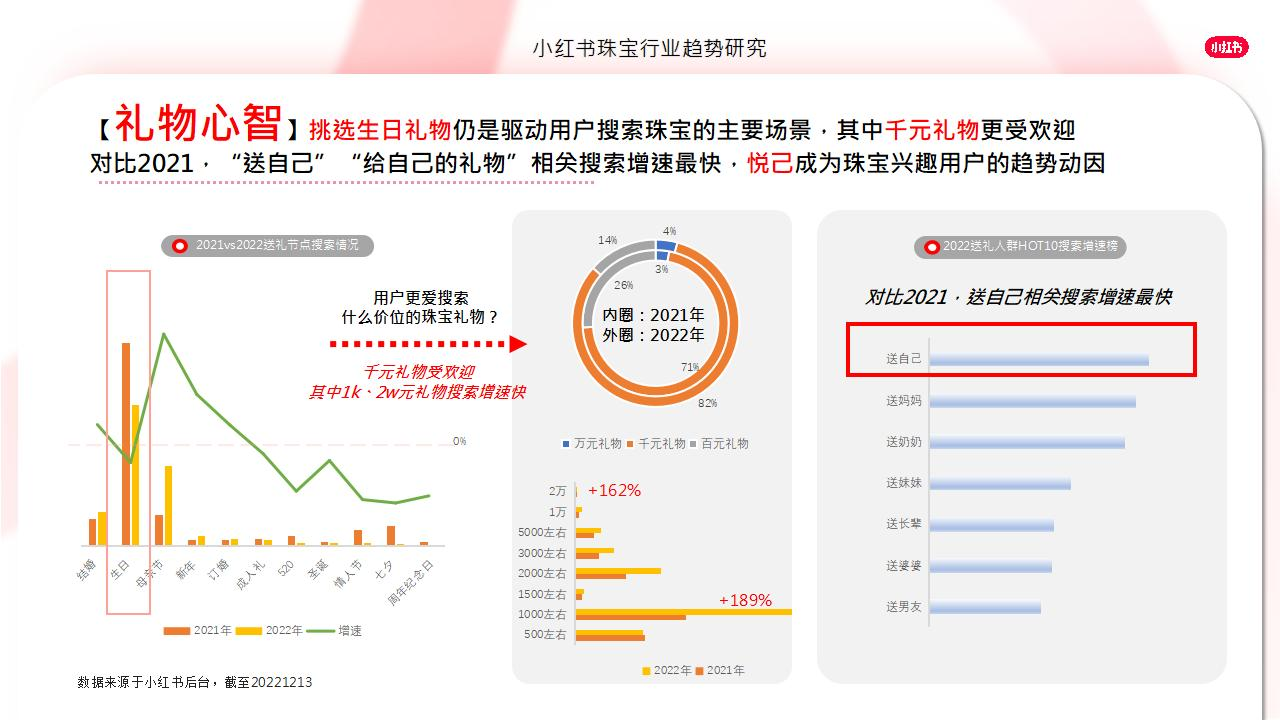 小红书珠宝行业趋势研究
小红书
【礼物心智】挑选生日礼物仍是驱动用户搜索珠宝的主要场景，其中千元礼物更受欢迎
对比2021，“送自己”“给自己的礼物”相关搜索增速最快，悦己成为珠宝兴趣用户的趋势动因
2021vs2022送礼节点搜索情况
用户更爱搜索
什么价位的珠宝礼物？
千元礼物受欢迎
其中1k、2w元礼物搜索增速快
0%
结婚
生日
母亲节
新年
订婚
成人礼
520
圣诞
情人节
七夕
周年纪念日
2021年 2022年 增速
4%
14%
3%
26%
内圈：2021年
外圈：2022年
71%
82%
万元礼物 千元礼物 百元礼物
2万 +162%
1万
5000左右
3000左右
2000左右
1500左右
+189%
1000左右
500左右
2022年 2021年
2022送礼人群HOT10搜索增速榜
对比2021，送自己相关搜索增速最快
送自己
送妈妈
送奶奶
送妹妹
送长辈
送婆婆
送男友
数据来源于小红书后台，截至20221213